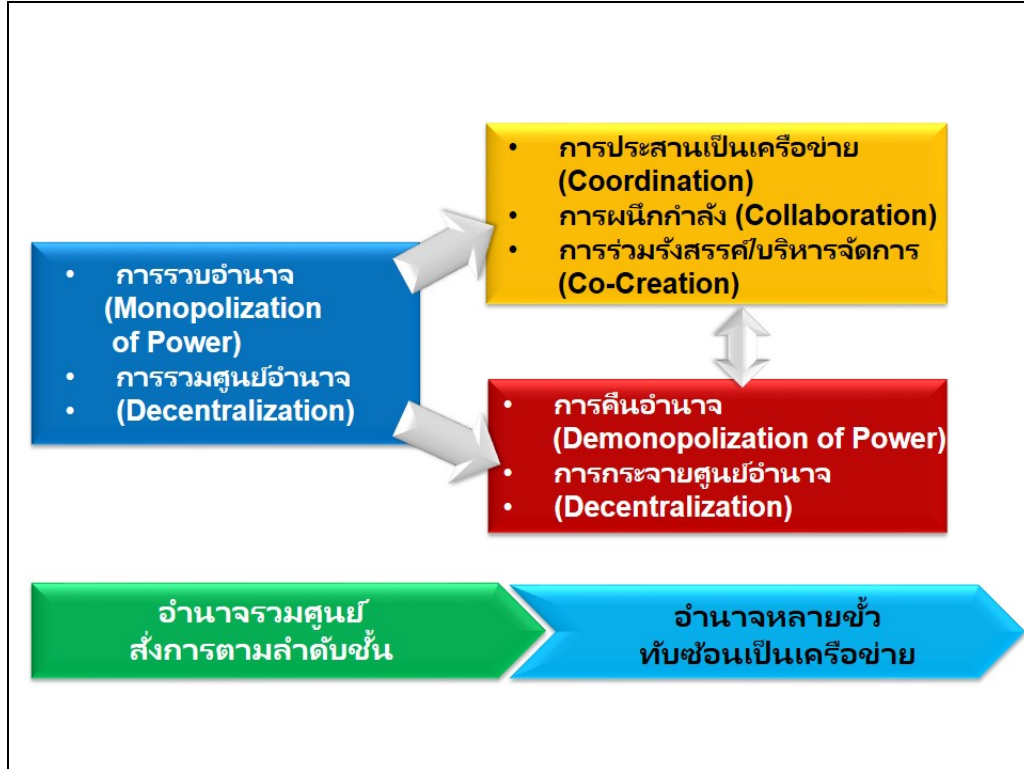 • การรวบอำนาจ
(Monopolization
of Power)
• การรวมศูนย์อำนาจ
• (Decentralization)
• การประสานเป็นเครือข่าย
(Coordination)
• การผนึกกำลัง (Collaboration)
• การร่วมรังสรรค์/บริหารจัดการ
(Co-Creation)
• การคืนอำนาจ
(Demonopolization of Power)
• การกระจายศูนย์อำนาจ
• (Decentralization)
อำนาจรวมศูนย์
สั่งการตามลำดับชั้น
อำนาจหลายขั้ว
ทับซ้อนเป็นเครือข่าย